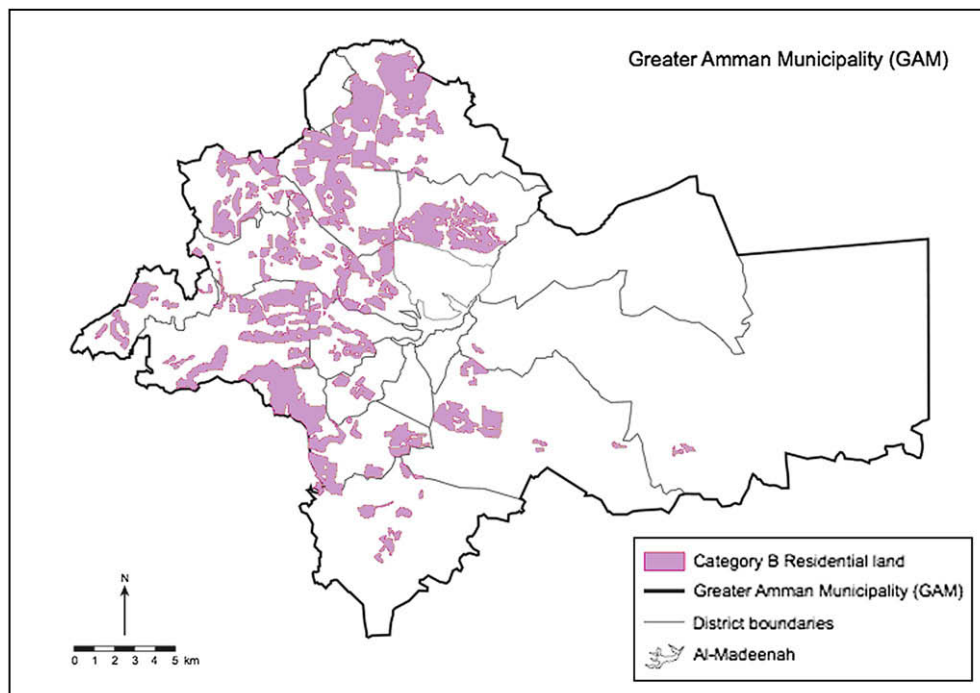 Greater Amman Municipality (GAM)
Category B Residential land
Greater Amman Municipality (GAM)
District boundaries
Al-Madeenah
N
0 1 2 3 4 5 km